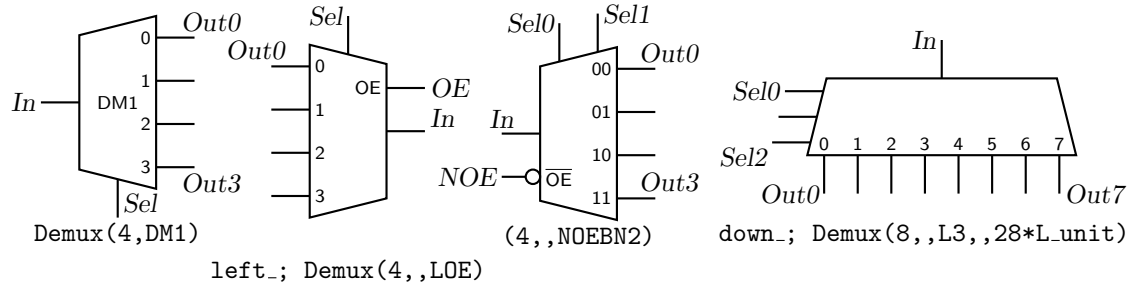 Out0
0
1
In
DM1
2
3
Out3
Sel
Demux(4,DM1)
Sel
Out0
0
OE
OE
1
In
2
3
left_; Demux(4,,LOE)
Sel0
Sel1
00
Out0
01
In
10
NOE
OE
11
Out3
(4,,NOEBN2)
In
Sel0
Sel2
0 1 2 3 4 5 6 7
Out0
Out7
down_; Demux(8,,L3,,28*L_unit)